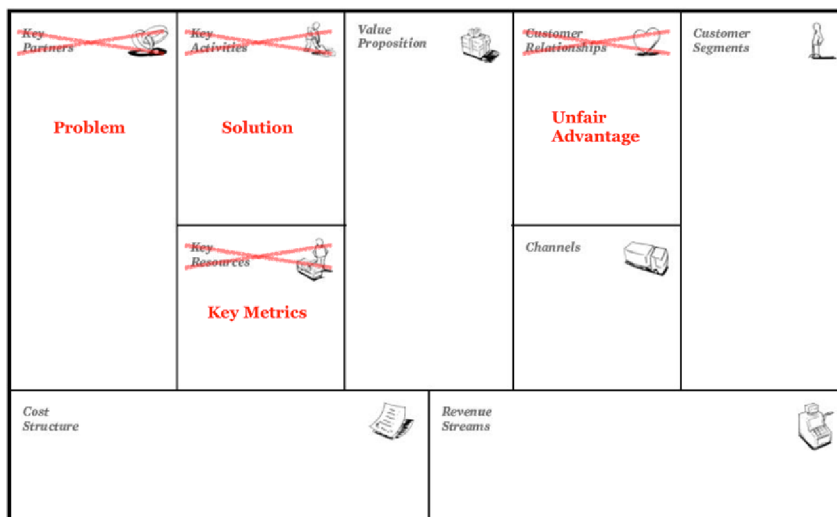 Key
Partners
Problem
Key
Activities
Solution
Key
Resources
Key Metrics
Value
Proposition
Customer
Relationships
Unfair
Advantage
Channels
Customer
Segments
Cost
Structure
Revenue
Streams